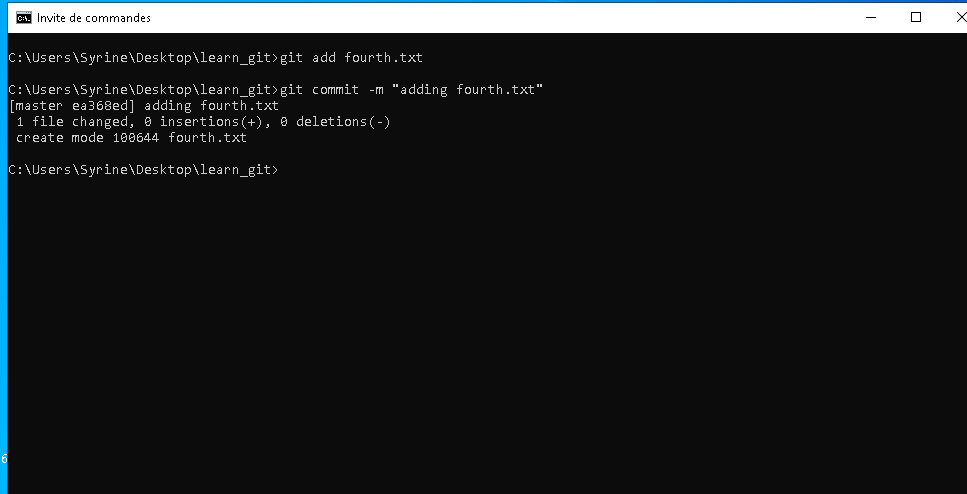 Invite de commandes
C:\Users\Syrine\Desktop\learn_git>git add fourth.txt
C:\Users\Syrine\Desktop\learn_git>git commit -m "adding fourth.txt"
[master ea368ed] adding fourth.txt
1 file changed, 0 insertions(+), 0 deletions(-)
create mode 100644 fourth.txt
C:\Users\Syrine\Desktop\learn_git>
6